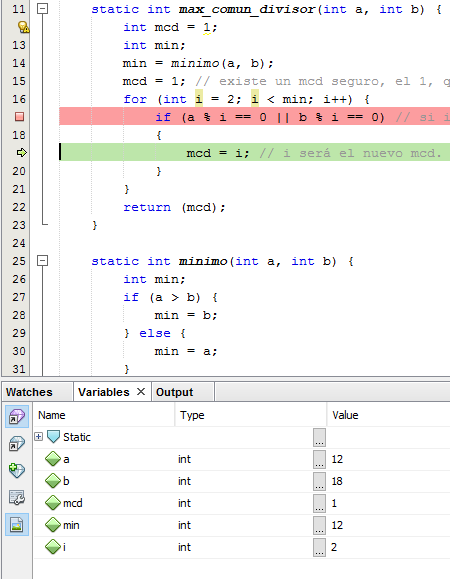 11 static int max_comun_divisor(int a, int b) {
int mcd = 1;
13 int min;
14 min = minimo(a, b);
15 mcd = 1; // existe un mcd seguro, el 1, q
16 for (int i = 2; i < min; i++) {
if (a % i == 0 || b % i == 0) // si i
18 {
mcd = i; // i será el nuevo mcd.
20 }
21 }
22 return (mcd);
23 }
24
25 static int minimo(int a, int b) {
26 int min;
27 if (a > b) {
28 min = b;
29 } else {
30 min = a;
31 }
Watches Variables × Output
Name Type Value
Static ...
a int ... 12
b int ... 18
mcd int ... 1
min int ... 12
i int ... 2